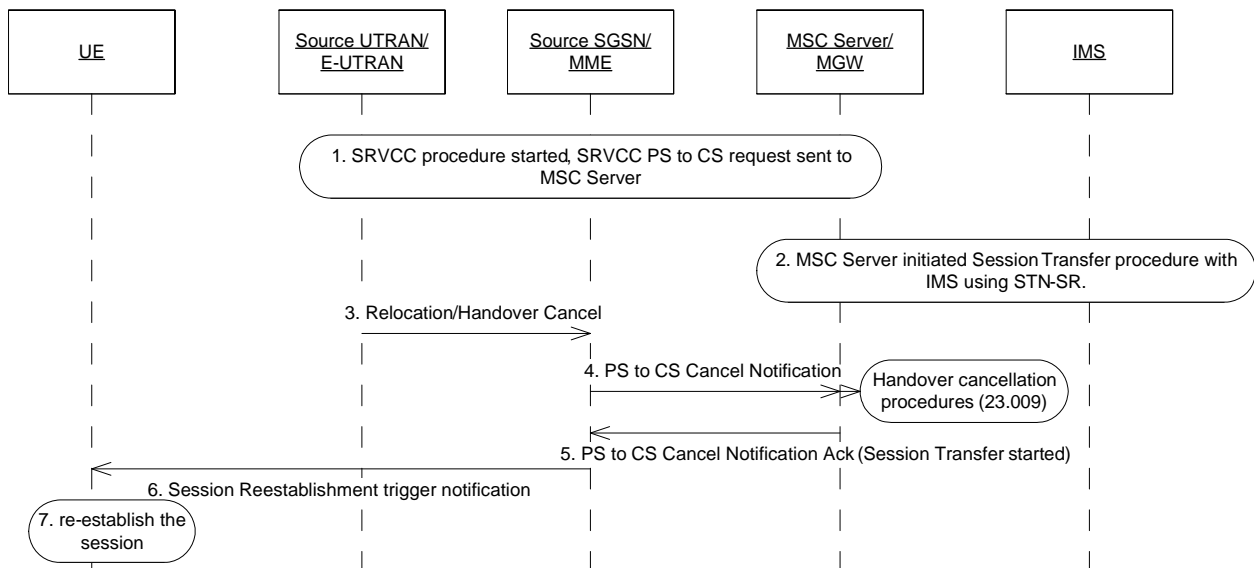 UE
Source UTRAN/
E-UTRAN
Source SGSN/
MME
MSC Server/
MGW
IMS
1. SRVCC procedure started, SRVCC PS to CS request sent to
MSC Server
2. MSC Server initiated Session Transfer procedure with
IMS using STN-SR.
3. Relocation/Handover Cancel
4. PS to CS Cancel Notification
Handover cancellation
procedures (23.009)
5. PS to CS Cancel Notification Ack (Session Transfer started)
6. Session Reestablishment trigger notification
7. re-establish the
session